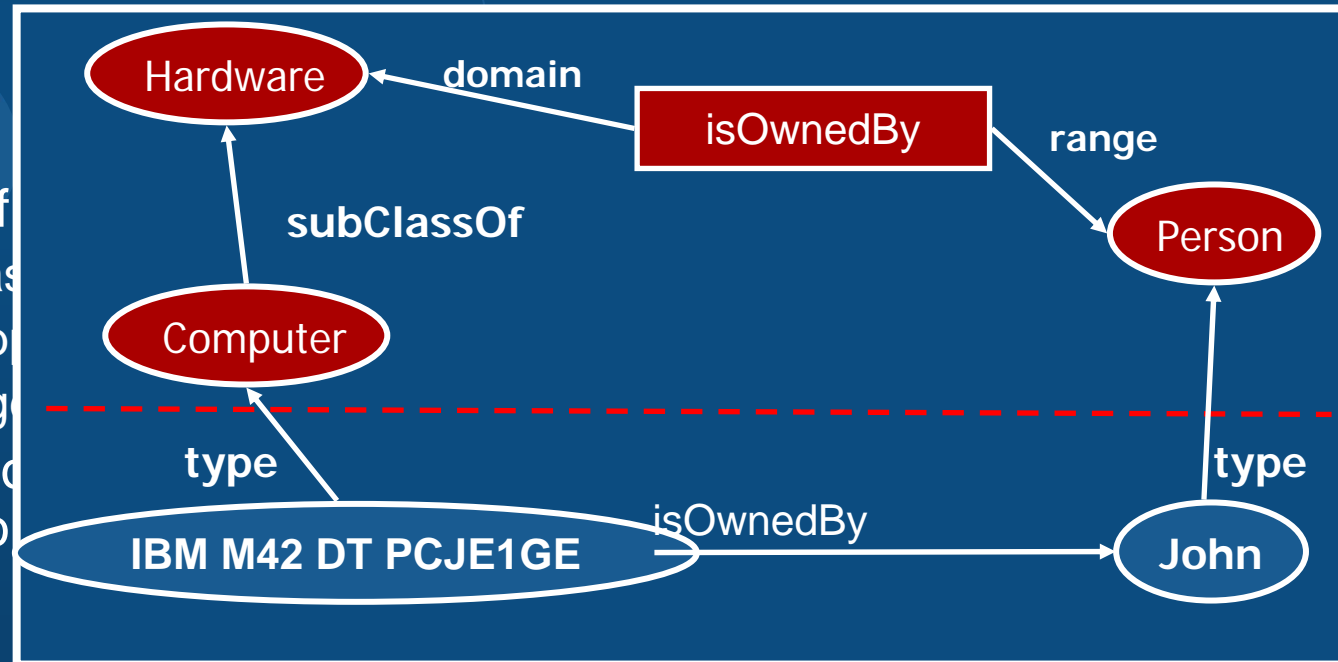 Hardware
domain
isOwnedBy
range
subClassOf
Person
Computer
type
type
isOwnedBy
IBM M42 DT PCJE1GE
John